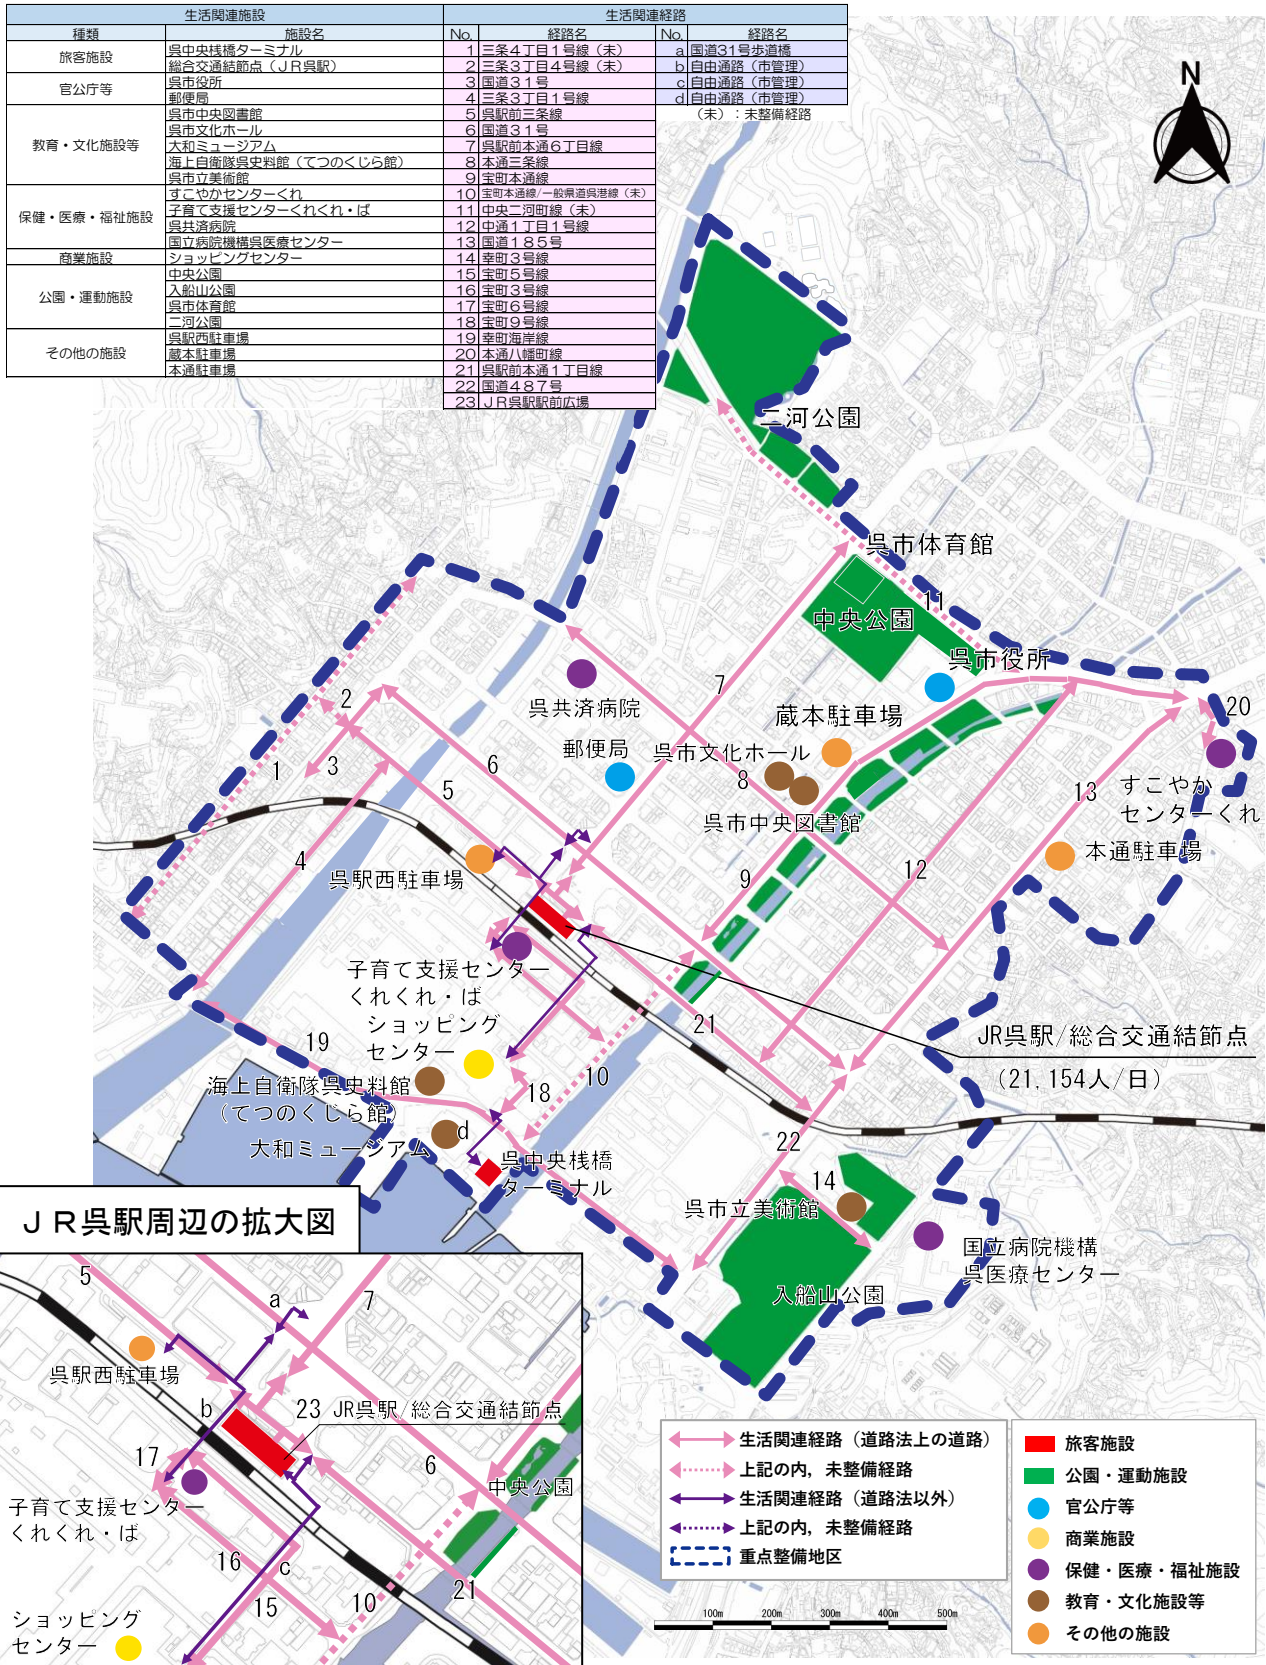 生活関連施設 生活関連経路
種類 施設名 No. 経路名 No. 経路名
旅客施設 呉中央桟橋ターミナル 1 三条4丁目1号線（未） a 国道31号歩道橋
総合交通結節点（JR呉駅） 2 三条3丁目4号線（未） b 自由通路（市管理）
官公庁等 呉市役所 3 国道31号 c 自由通路（市管理）
郵便局 4 三条3丁目1号線 d 自由通路（市管理）
教育・文化施設等 呉市中央図書館 5 呉駅前三条線 （未）：未整備経路
呉市文化ホール 6 国道31号
大和ミュージアム 7 呉駅前本通6丁目線
海上自衛隊呉史料館（てつのくじら館） 8 本通三条線
呉市立美術館 9 宝町本通線
保健・医療・福祉施設 すこやかセンターくれ 10 宝町本通線/一般県道呉港線（未）
子育て支援センターくれくれ・ば 11 中央二河町線（未）
呉共済病院 12 中通1丁目1号線
国立病院機構呉医療センター 13 国道185号
商業施設 ショッピングセンター 14 幸町3号線
公園・運動施設 中央公園 15 宝町5号線
入船山公園 16 宝町3号線
呉市体育館 17 宝町6号線
二河公園 18 宝町9号線
その他の施設 呉駅西駐車場 19 幸町海岸線
蔵本駐車場 20 本通八幡町線
本通駐車場 21 呉駅前本通1丁目線
22 国道487号
23 JR呉駅駅前広場
N
二河公園
呉市体育館
11
中央公園
呉市役所
7
2
呉共済病院
蔵本駐車場
20
郵便局
呉市文化ホール
1
3
6
5
8
13
すこやか
センターくれ
呉市中央図書館
本通駐車場
4
呉駅西駐車場
9
12
子育て支援センター
くれくれ・ば
ショッピング
センター
21
19
JR呉駅/総合交通結節点
(21,154人/日)
10
18
海上自衛隊呉史料館
（てつのくじら館）
d
大和ミュージアム
22
呉中央桟橋
ターミナル
14
呉市立美術館
国立病院機構
呉医療センター
入船山公園
JR呉駅周辺の拡大図
5
a
7
呉駅西駐車場
b
23 JR呉駅/総合交通結節点
17
6
中央公園
子育て支援センター
くれくれ・ば
16
c
15
10
21
ショッピング
センター
生活関連経路（道路法上の道路）
上記の内，未整備経路
生活関連経路（道路法以外）
上記の内，未整備経路
重点整備地区
旅客施設
公園・運動施設
官公庁等
商業施設
保健・医療・福祉施設
教育・文化施設等
その他の施設
100m 200m 300m 400m 500m